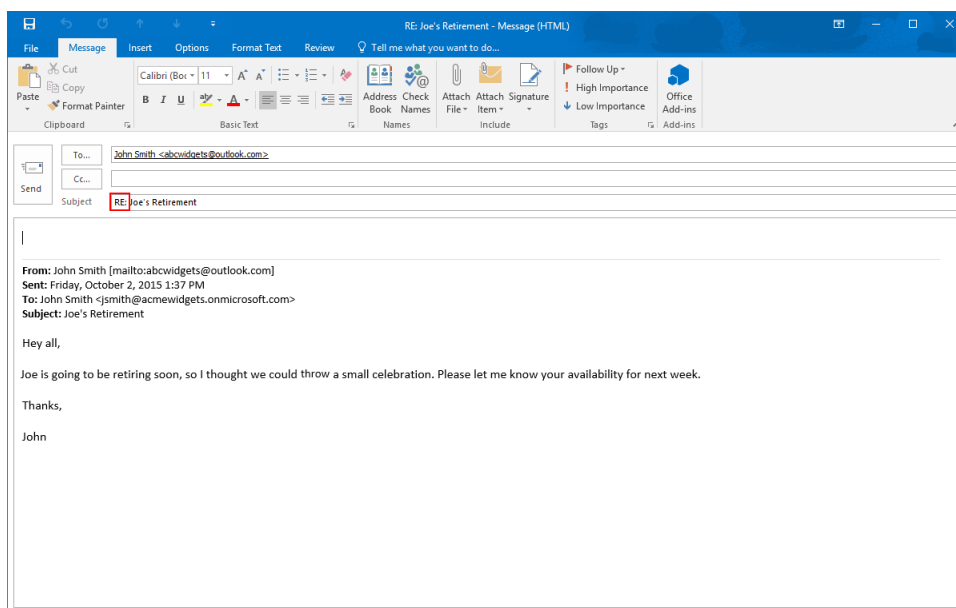 RE: Joe's Retirement - Message (HTML)
File Message Insert Options Format Text Review Tell me what you want to do...
Cut
Copy
Format Painter
Paste
Clipboard
Calibri (Boc 11 A A
B I U aby A
Basic Text
Address Book
Check Names
Names
Attach File
Attach Item
Signature
Include
Follow Up
! High Importance
Low Importance
Tags
Office Add-ins
Add-ins
Send
To... John Smith <abcwidgets@outlook.com>
Cc...
Subject RE: Joe's Retirement
From: John Smith [mailto:abcwidgets@outlook.com]
Sent: Friday, October 2, 2015 1:37 PM
To: John Smith <jsmith@acmewidgets.onmicrosoft.com>
Subject: Joe's Retirement
Hey all,
Joe is going to be retiring soon, so I thought we could throw a small celebration. Please let me know your availability for next week.
Thanks,
John